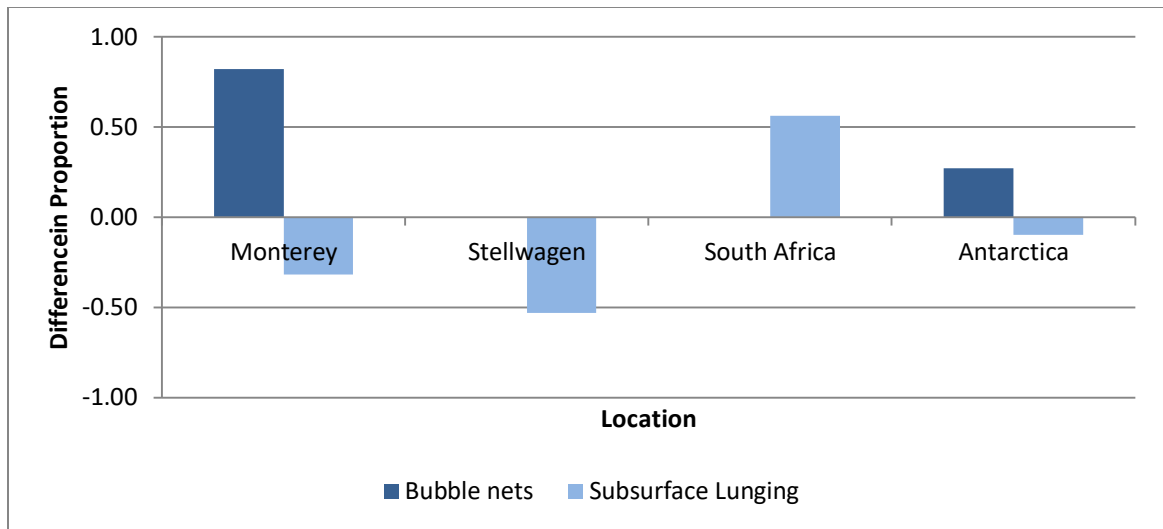 1.00
0.50
0.00
-0.50
-1.00
Differencein Proportion
Monterey Stellwagen South Africa Antarctica
Location
Bubble nets Subsurface Lunging